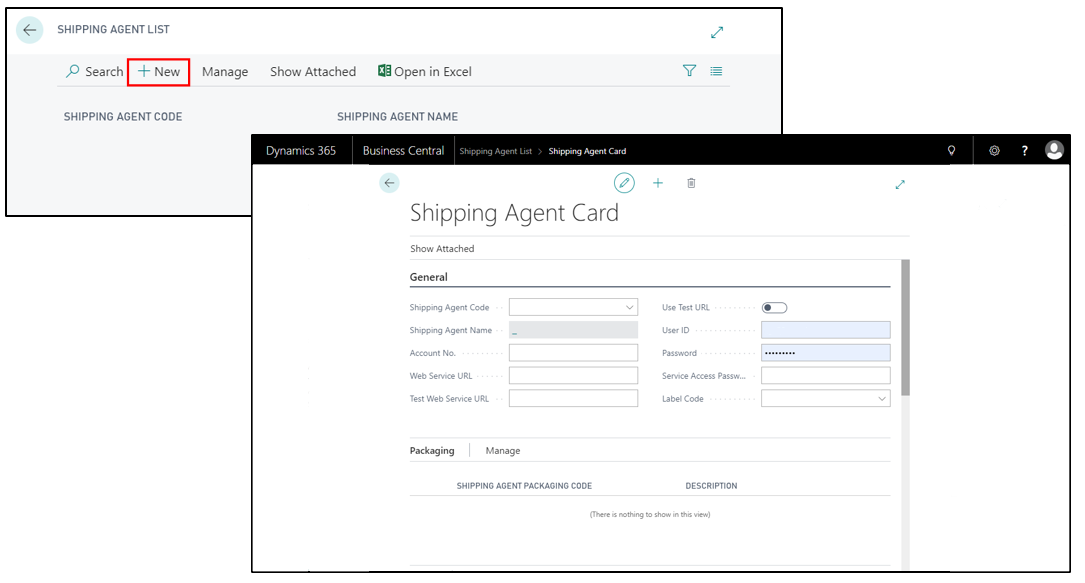 SHIPPING AGENT LIST
Search New Manage Show Attached Open in Excel
SHIPPING AGENT CODE SHIPPING AGENT NAME
Dynamics 365 Business Central Shipping Agent List > Shipping Agent Card ?
Shipping Agent Card
Show Attached
General
Shipping Agent Code Use Test URL
Shipping Agent Name _ User ID
Account No. Password •••••••••
Web Service URL Service Access Passw...
Test Web Service URL Label Code
Packaging Manage
SHIPPING AGENT PACKAGING CODE DESCRIPTION
(There is nothing to show in this view)